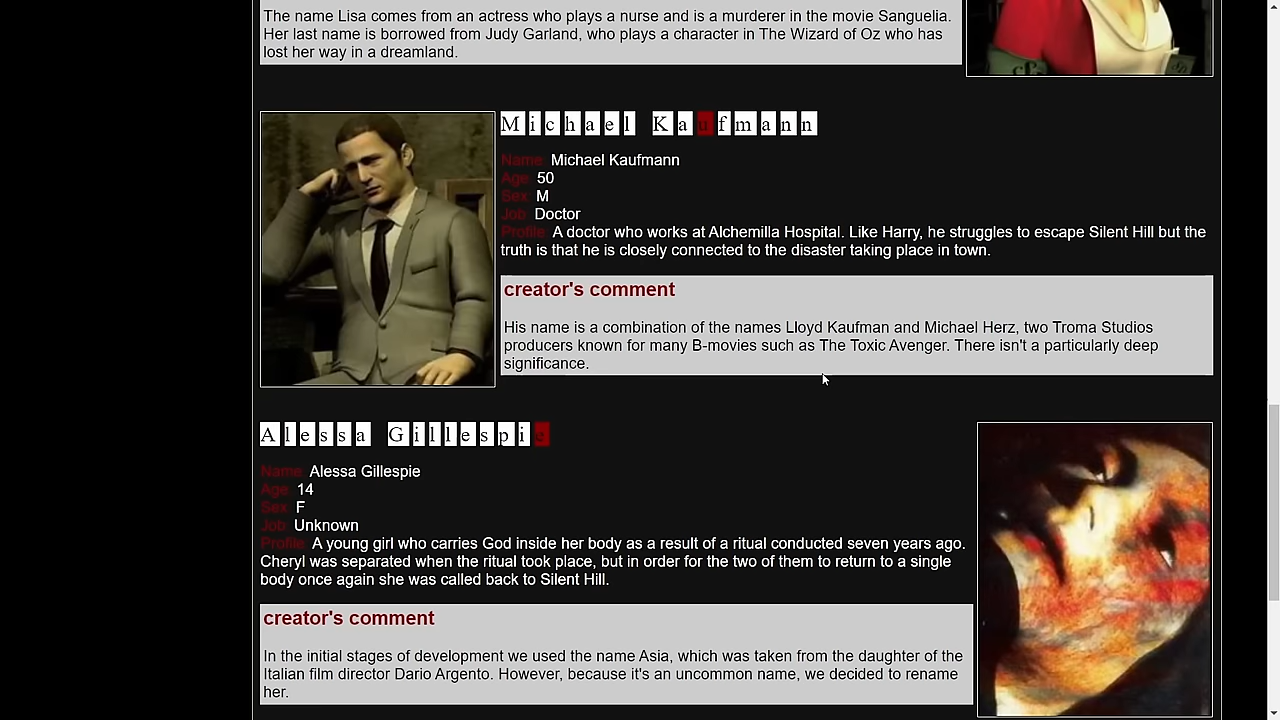 The name Lisa comes from an actress who plays a nurse and is a murderer in the movie Sanguelia.
Her last name is borrowed from Judy Garland, who plays a character in The Wizard of Oz who has
lost her way in a dreamland.
Michael Kaufmann
Name: Michael Kaufmann
Age: 50
Sex: M
Job: Doctor
Profile: A doctor who works at Alchemilla Hospital. Like Harry, he struggles to escape Silent Hill but the
truth is that he is closely connected to the disaster taking place in town.
creator's comment
His name is a combination of the names Lloyd Kaufman and Michael Herz, two Troma Studios
producers known for many B-movies such as The Toxic Avenger. There isn't a particularly deep
significance.
Alessa Gillespie
Name: Alessa Gillespie
Age: 14
Sex: F
Job: Unknown
Profile: A young girl who carries God inside her body as a result of a ritual conducted seven years ago.
Cheryl was separated when the ritual took place, but in order for the two of them to return to a single
body once again she was called back to Silent Hill.
creator's comment
In the initial stages of development we used the name Asia, which was taken from the daughter of the
Italian film director Dario Argento. However, because it's an uncommon name, we decided to rename
her.